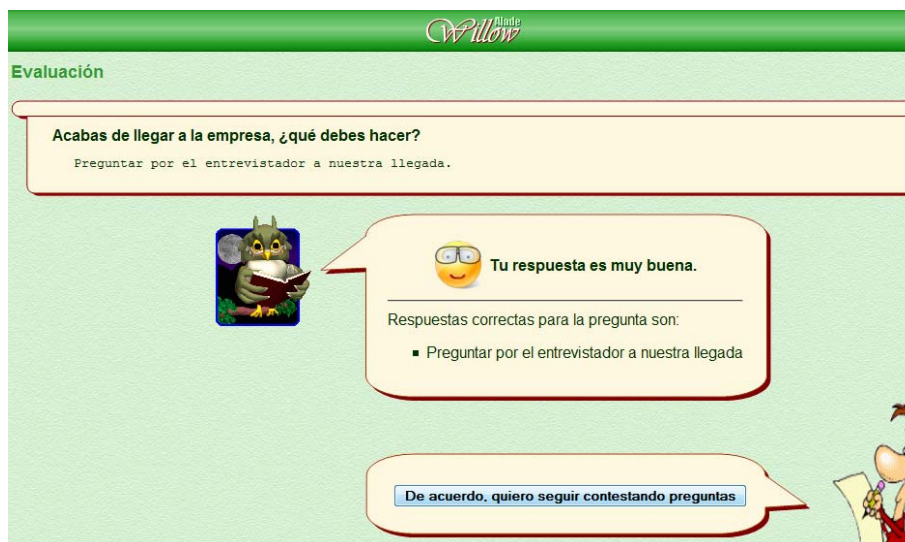 Willow
Alade
Evaluación
Acabas de llegar a la empresa, ¿qué debes hacer?
Preguntar por el entrevistador a nuestra llegada.
Tu respuesta es muy buena.
Respuestas correctas para la pregunta son:
▪ Preguntar por el entrevistador a nuestra llegada
De acuerdo, quiero seguir contestando preguntas